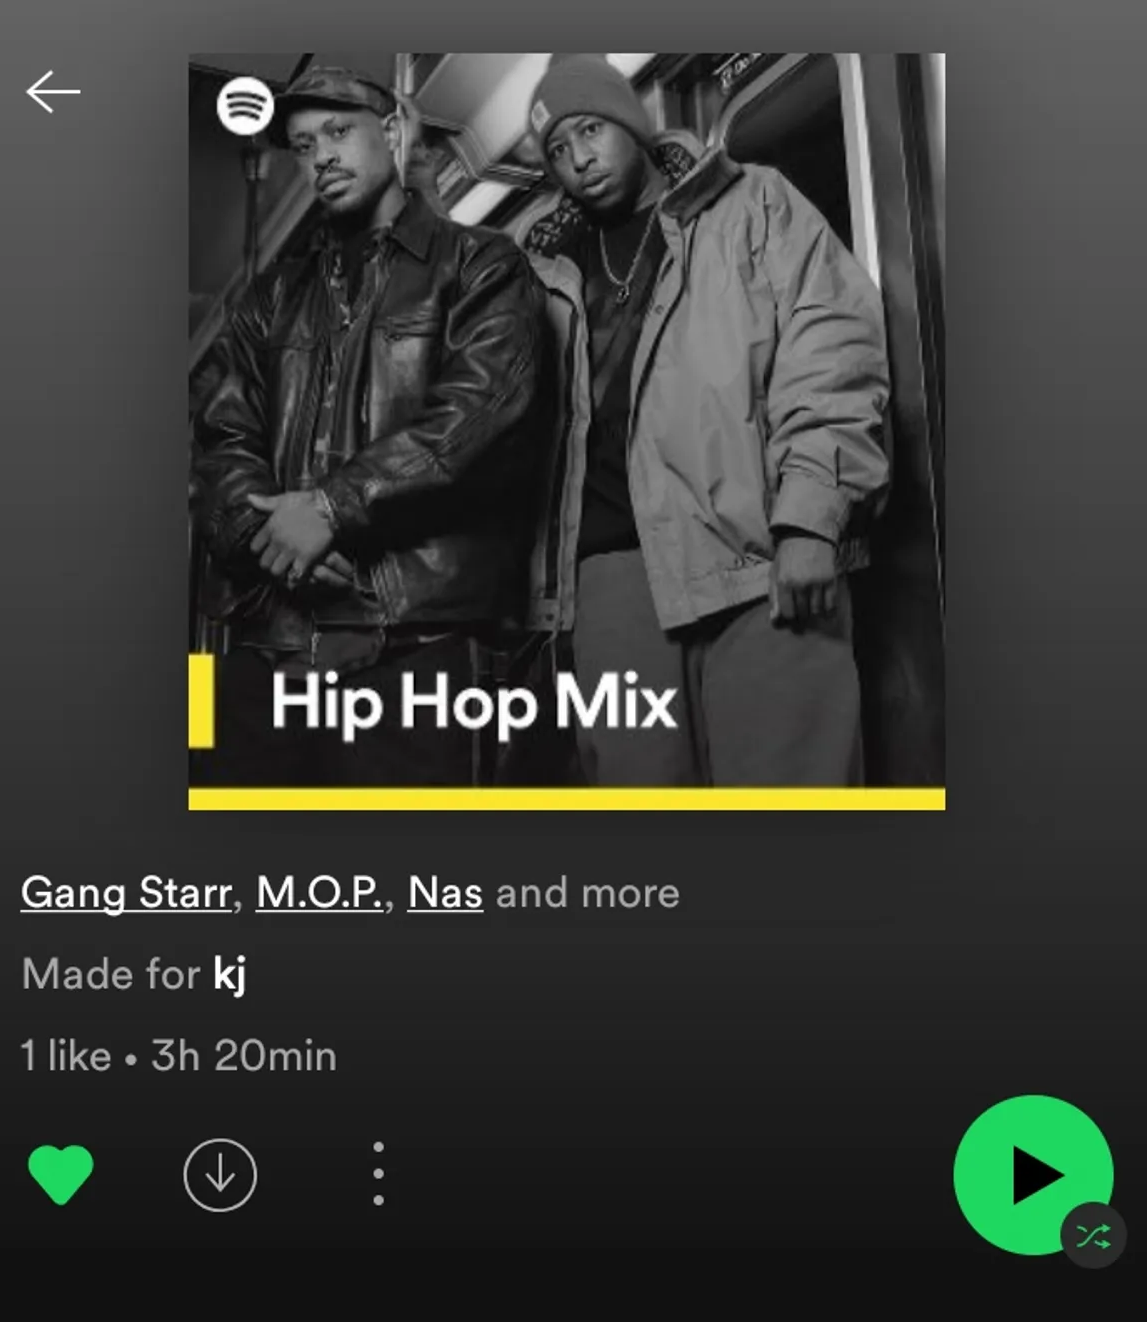 Hip Hop Mix
Gang Starr, M.O.P., Nas and more
Made for kj
1 like • 3h 20min